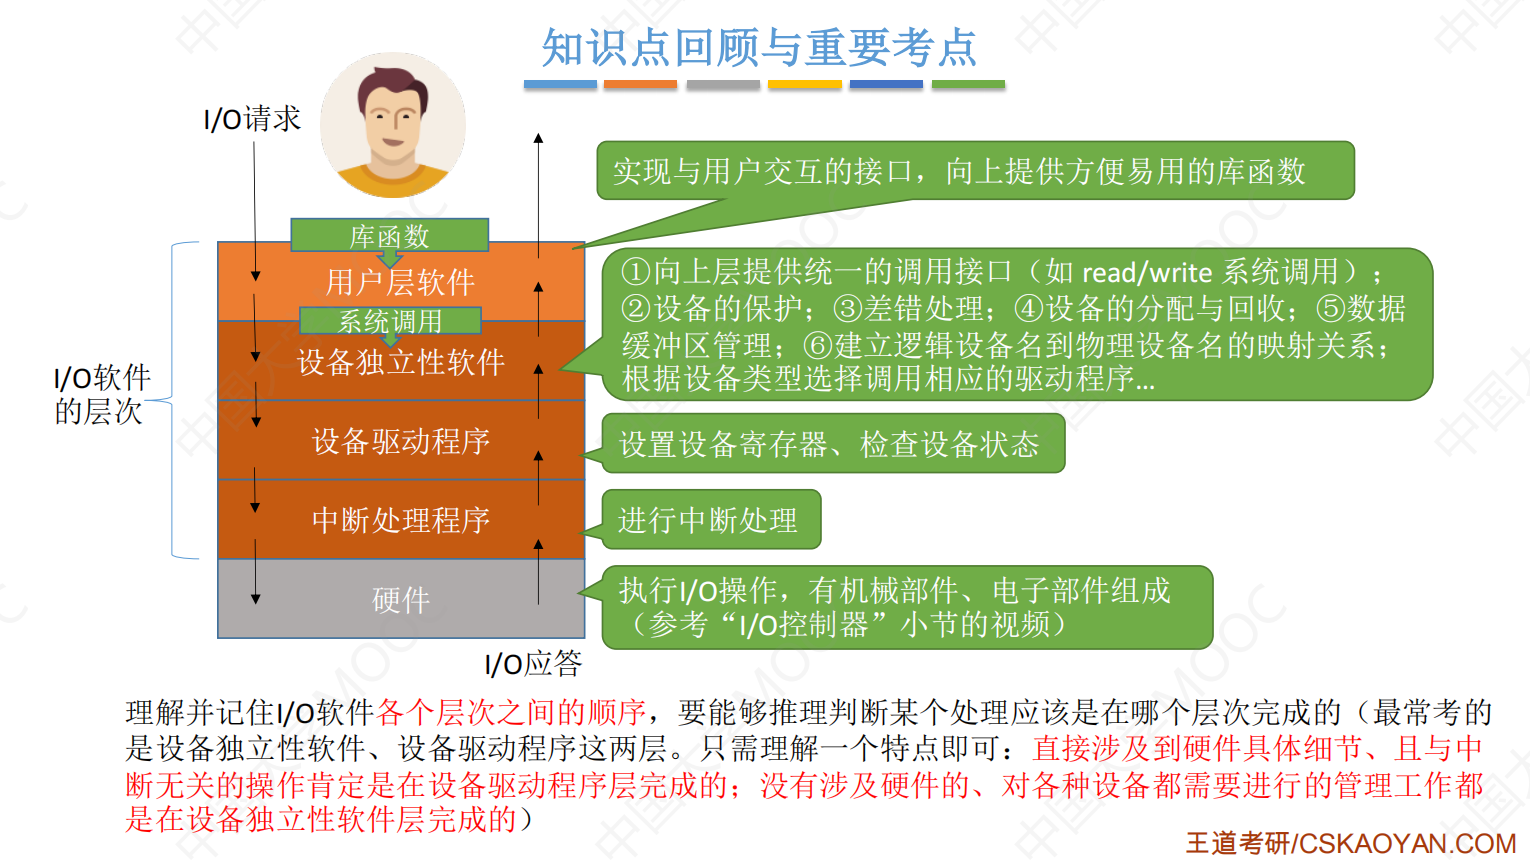 知识点回顾与重要考点
I/O请求
实现与用户交互的接口，向上提供方便易用的库函数
库函数
用户层软件
①向上层提供统一的调用接口（如 read/write 系统调用）；
②设备的保护；③差错处理；④设备的分配与回收；⑤数据
缓冲区管理；⑥建立逻辑设备名到物理设备名的映射关系；
根据设备类型选择调用相应的驱动程序...
系统调用
设备独立性软件
I/O软件
的层次
设备驱动程序
设置设备寄存器、检查设备状态
中断处理程序
进行中断处理
硬件
执行I/O操作，有机械部件、电子部件组成
（参考“I/O控制器”小节的视频）
I/O应答
理解并记住I/O软件各个层次之间的顺序，要能够推理判断某个处理应该是在哪个层次完成的（最常考的
是设备独立性软件、设备驱动程序这两层。只需理解一个特点即可：直接涉及到硬件具体细节、且与中
断无关的操作肯定是在设备驱动程序层完成的；没有涉及硬件的、对各种设备都需要进行的管理工作都
是在设备独立性软件层完成的）
王道考研/CSKAOYAN.COM